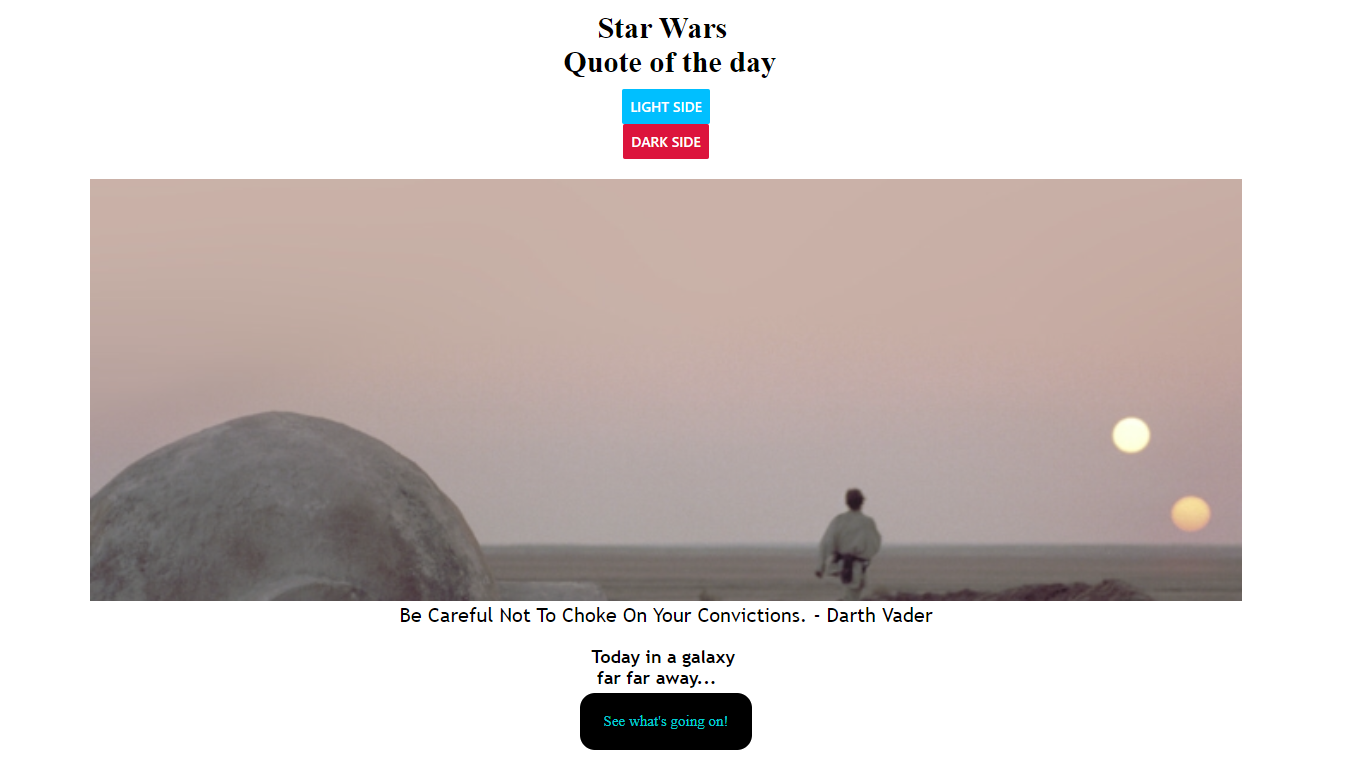 Star Wars
Quote of the day
LIGHT SIDE
DARK SIDE
Be Careful Not To Choke On Your Convictions. - Darth Vader
Today in a galaxy
far far away...
See what's going on!